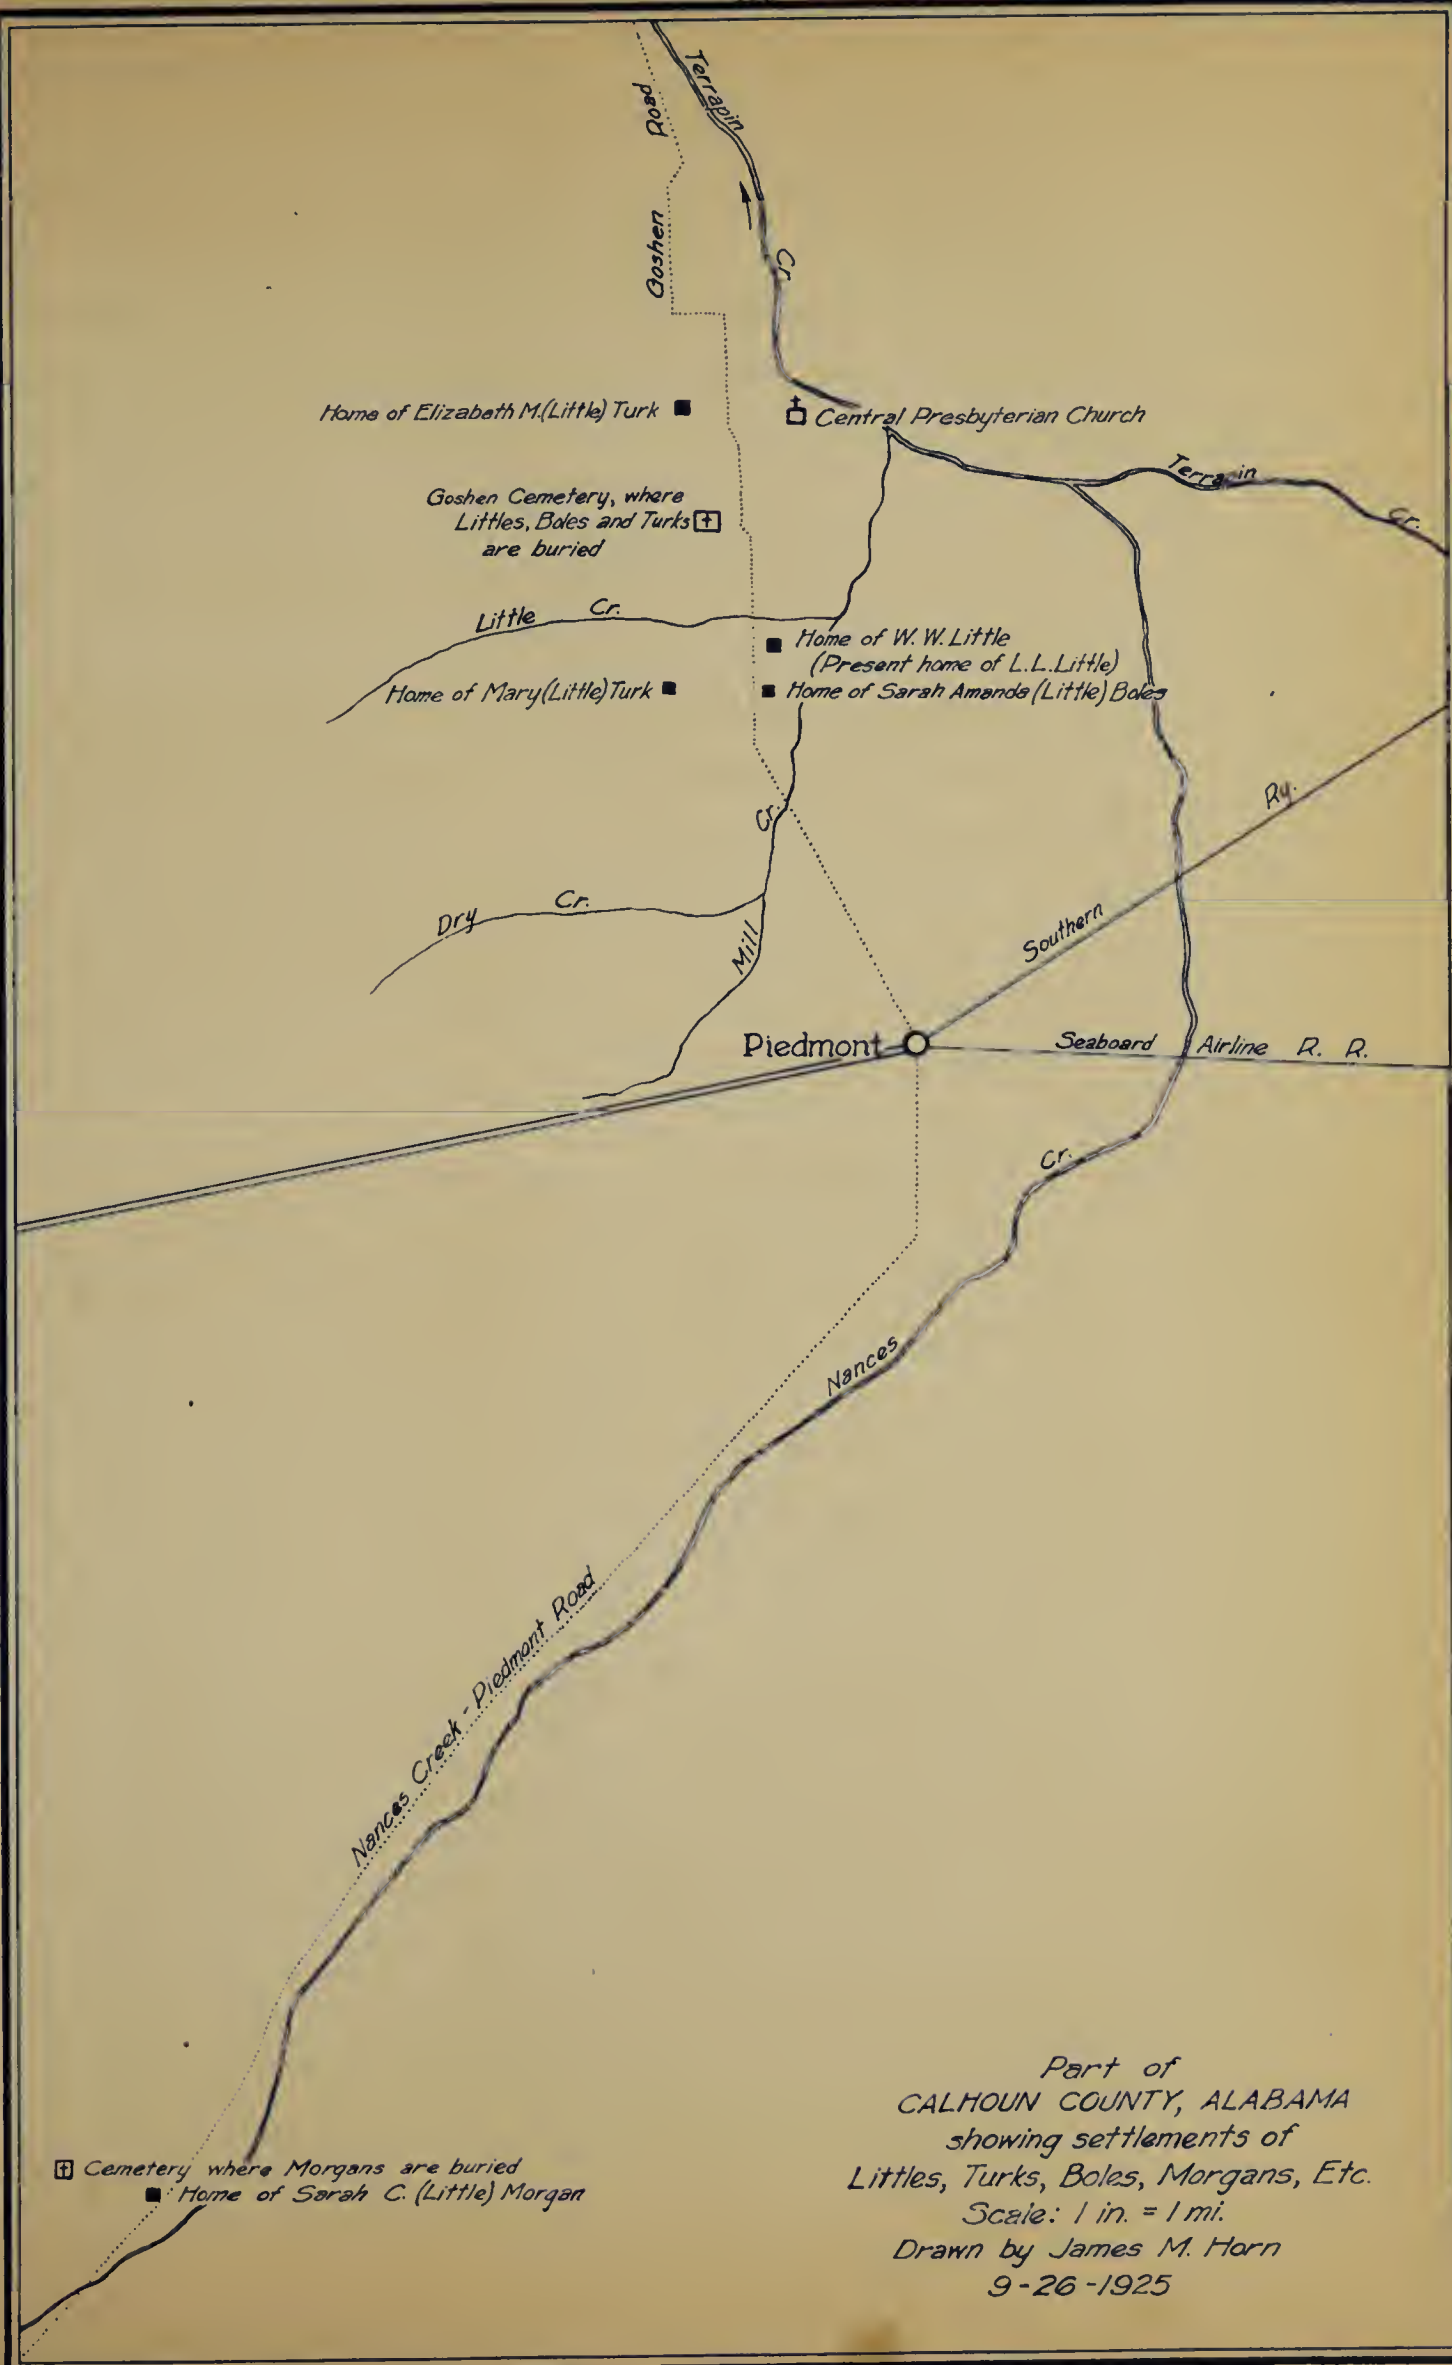 Terrapin
Road
Goshen
Cr.
Home of Elizabeth M.(Little) Turk
Central Presbyterian Church
Terrapin
Cr.
Goshen Cemetery, where
Littles, Boles and Turks
are buried
Little Cr.
Home of W. W. Little
(Present home of L.L. Little)
Home of Mary (Little) Turk
Home of Sarah Amanda (Little) Boles
Ry.
Cr.
Dry Cr.
Mill
Southern
Piedmont
Seaboard Airline R. R.
Cr.
Nances
Nances Creek - Piedmont Road
Cemetery where Morgans are buried
Home of Sarah C. (Little) Morgan
Part of
CALHOUN COUNTY, ALABAMA
showing settlements of
Littles, Turks, Boles, Morgans, Etc.
Scale: 1 in. = 1 mi.
Drawn by James M. Horn
9-26-1925